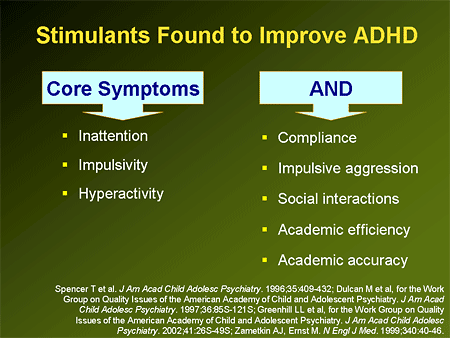 Stimulants Found to Improve ADHD
Core Symptoms
Inattention
Impulsivity
Hyperactivity
AND
Compliance
Impulsive aggression
Social interactions
Academic efficiency
Academic accuracy
Spencer T et al. J Am Acad Child Adolesc Psychiatry. 1996;35:409-432; Dulcan M et al, for the Work
Group on Quality Issues of the American Academy of Child and Adolescent Psychiatry. J Am Acad
Child Adolesc Psychiatry. 1997;36:85S-121S; Greenhill LL et al, for the Work Group on Quality
Issues of the American Academy of Child and Adolescent Psychiatry. J Am Acad Child Adolesc
Psychiatry. 2002;41:26S-49S; Zametkin AJ, Ernst M. N Engl J Med. 1999;340:40-46.